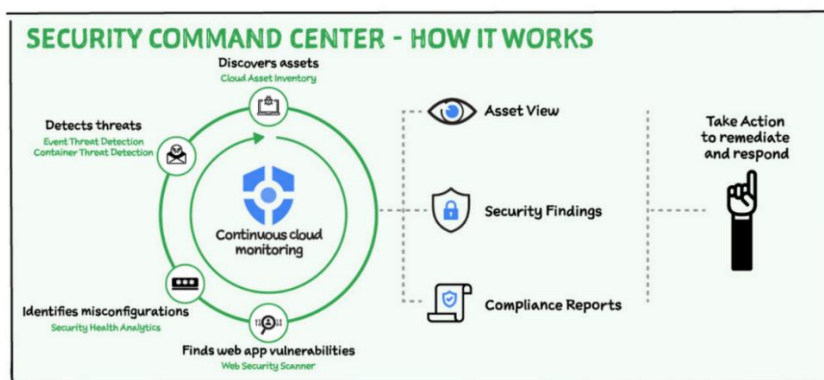 SECURITY COMMAND CENTER - HOW IT WORKS
Discovers assets
Cloud Asset Inventory
Detects threats
Event Threat Detection
Container Threat Detection
Continuous cloud
monitoring
Identifies misconfigurations
Security Health Analytics
Finds web app vulnerabilities
Web Security Scanner
Asset View
Security Findings
Compliance Reports
Take Action
to remediate
and respond